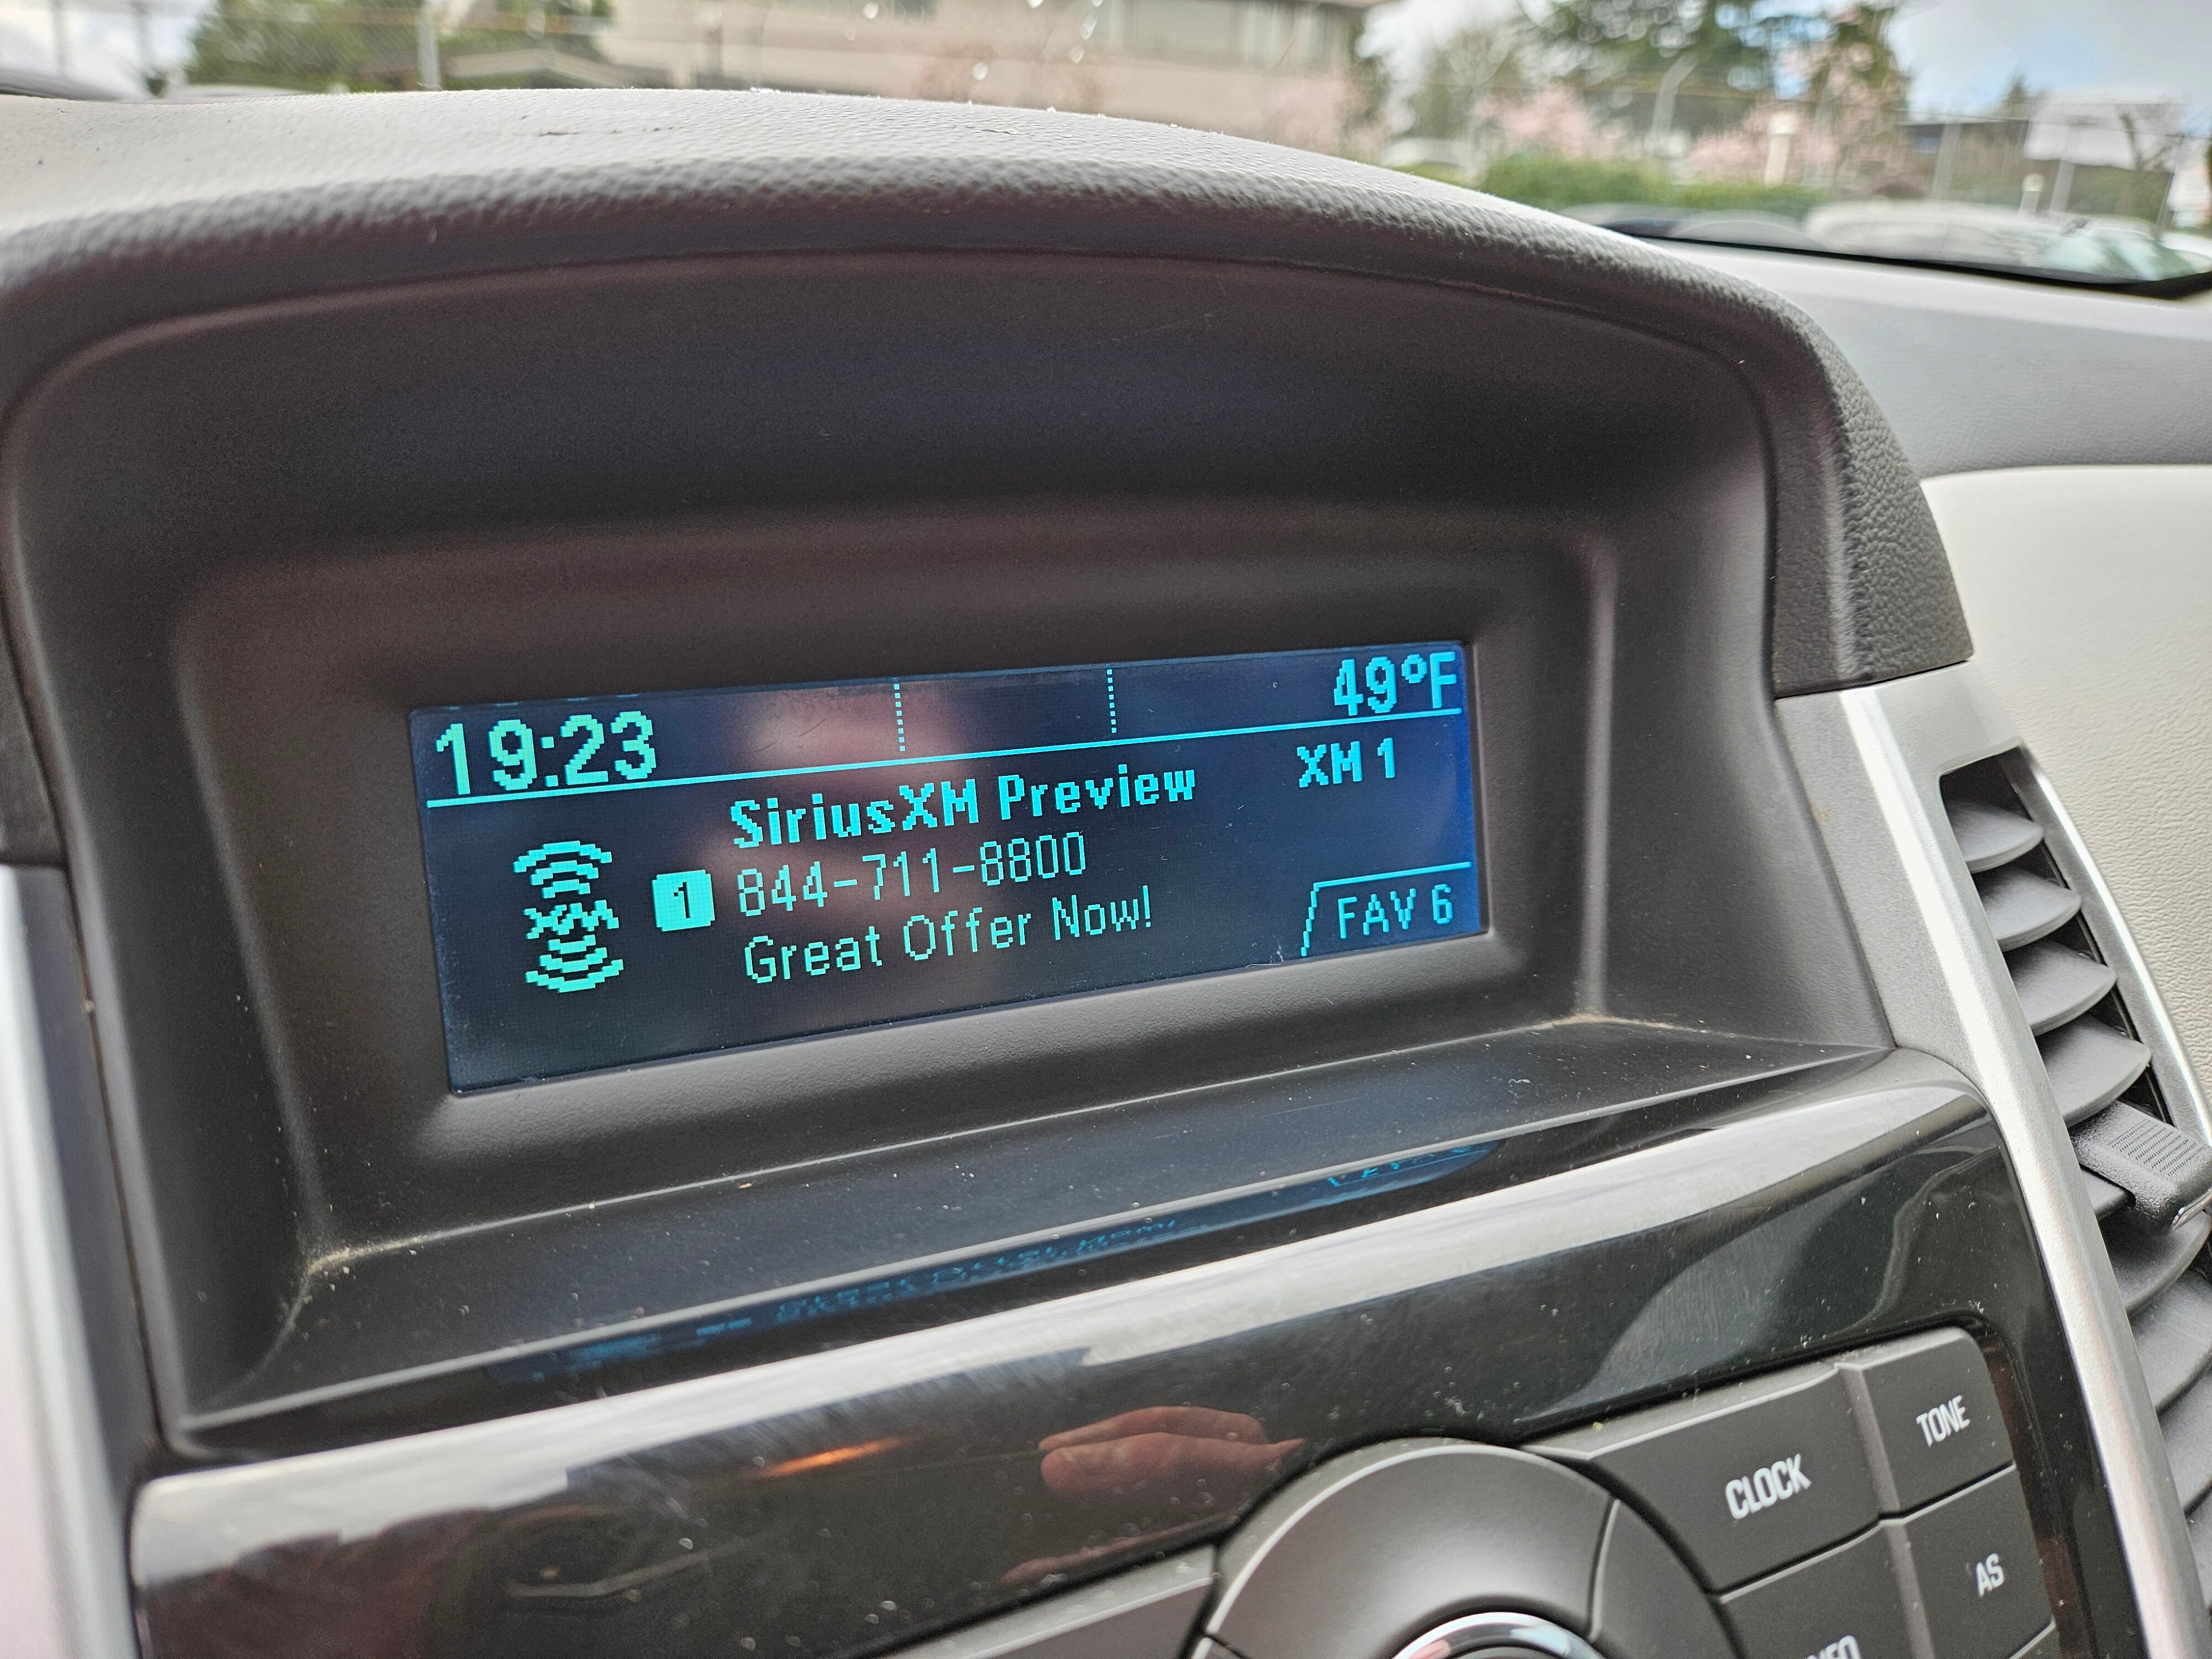 19:23 49°F
SiriusXM Preview XM 1
XM 1 844-711-8800
Great Offer Now! FAV 6
CLOCK TONE
AS